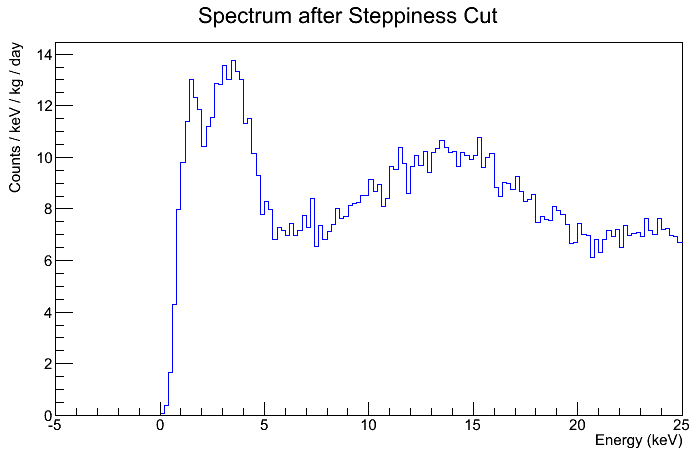 Spectrum after Steppiness Cut
Counts / keV / kg / day
14
12
10
8
6
4
2
0
-5 0 5 10 15 20 25
Energy (keV)